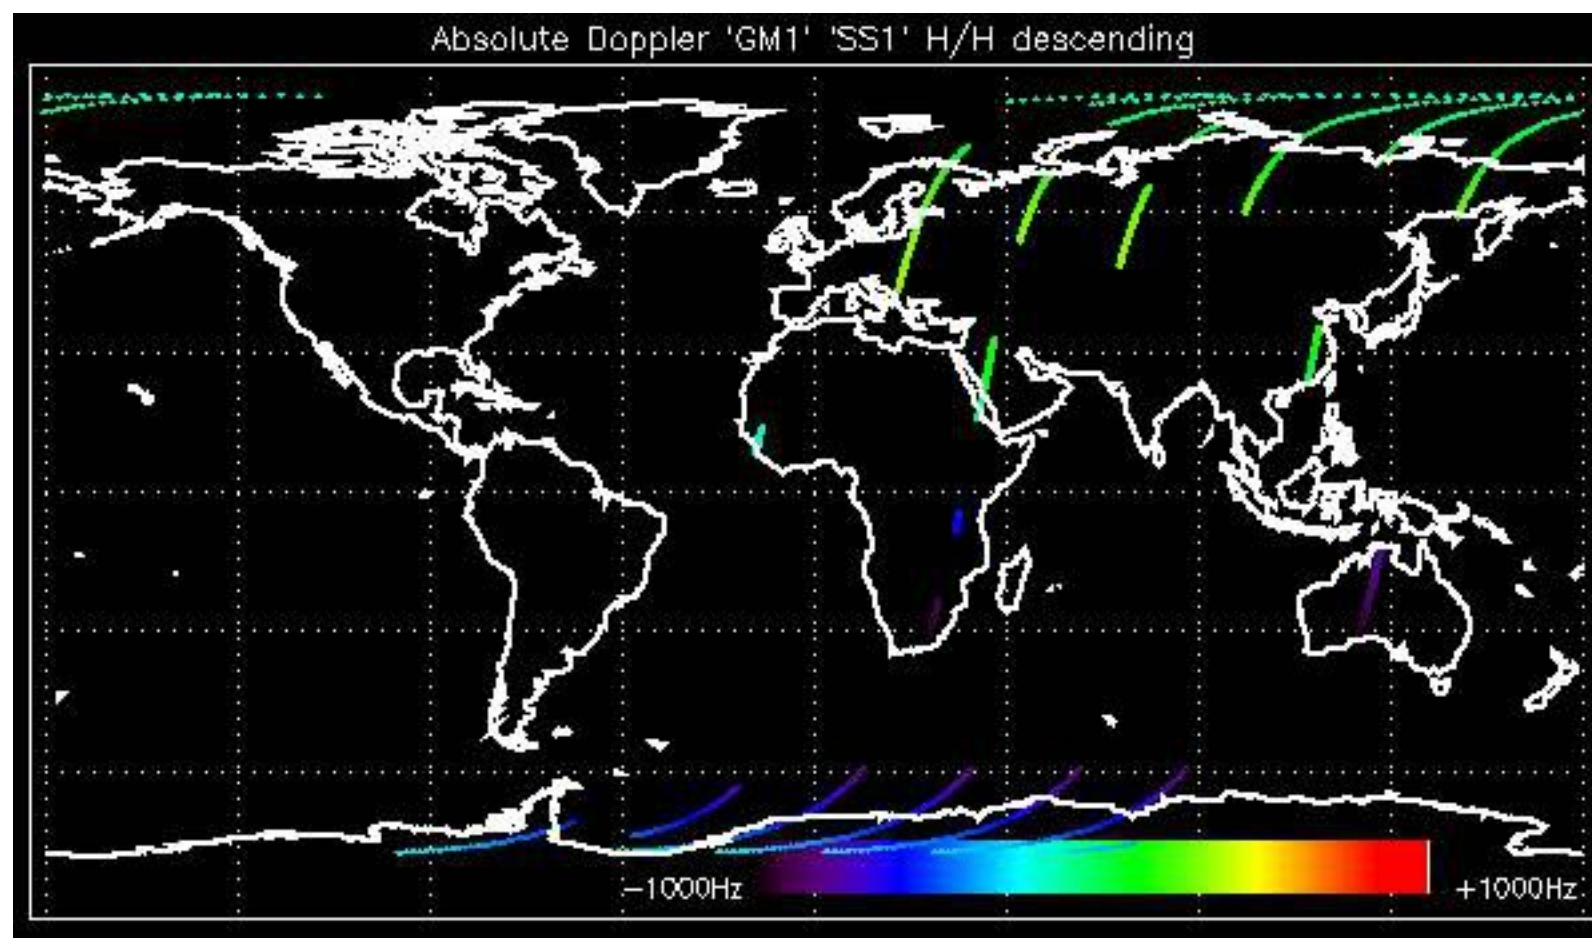 Absolute Doppler 'GM1' 'SS1' H/H descending
-1000Hz
+1000Hz